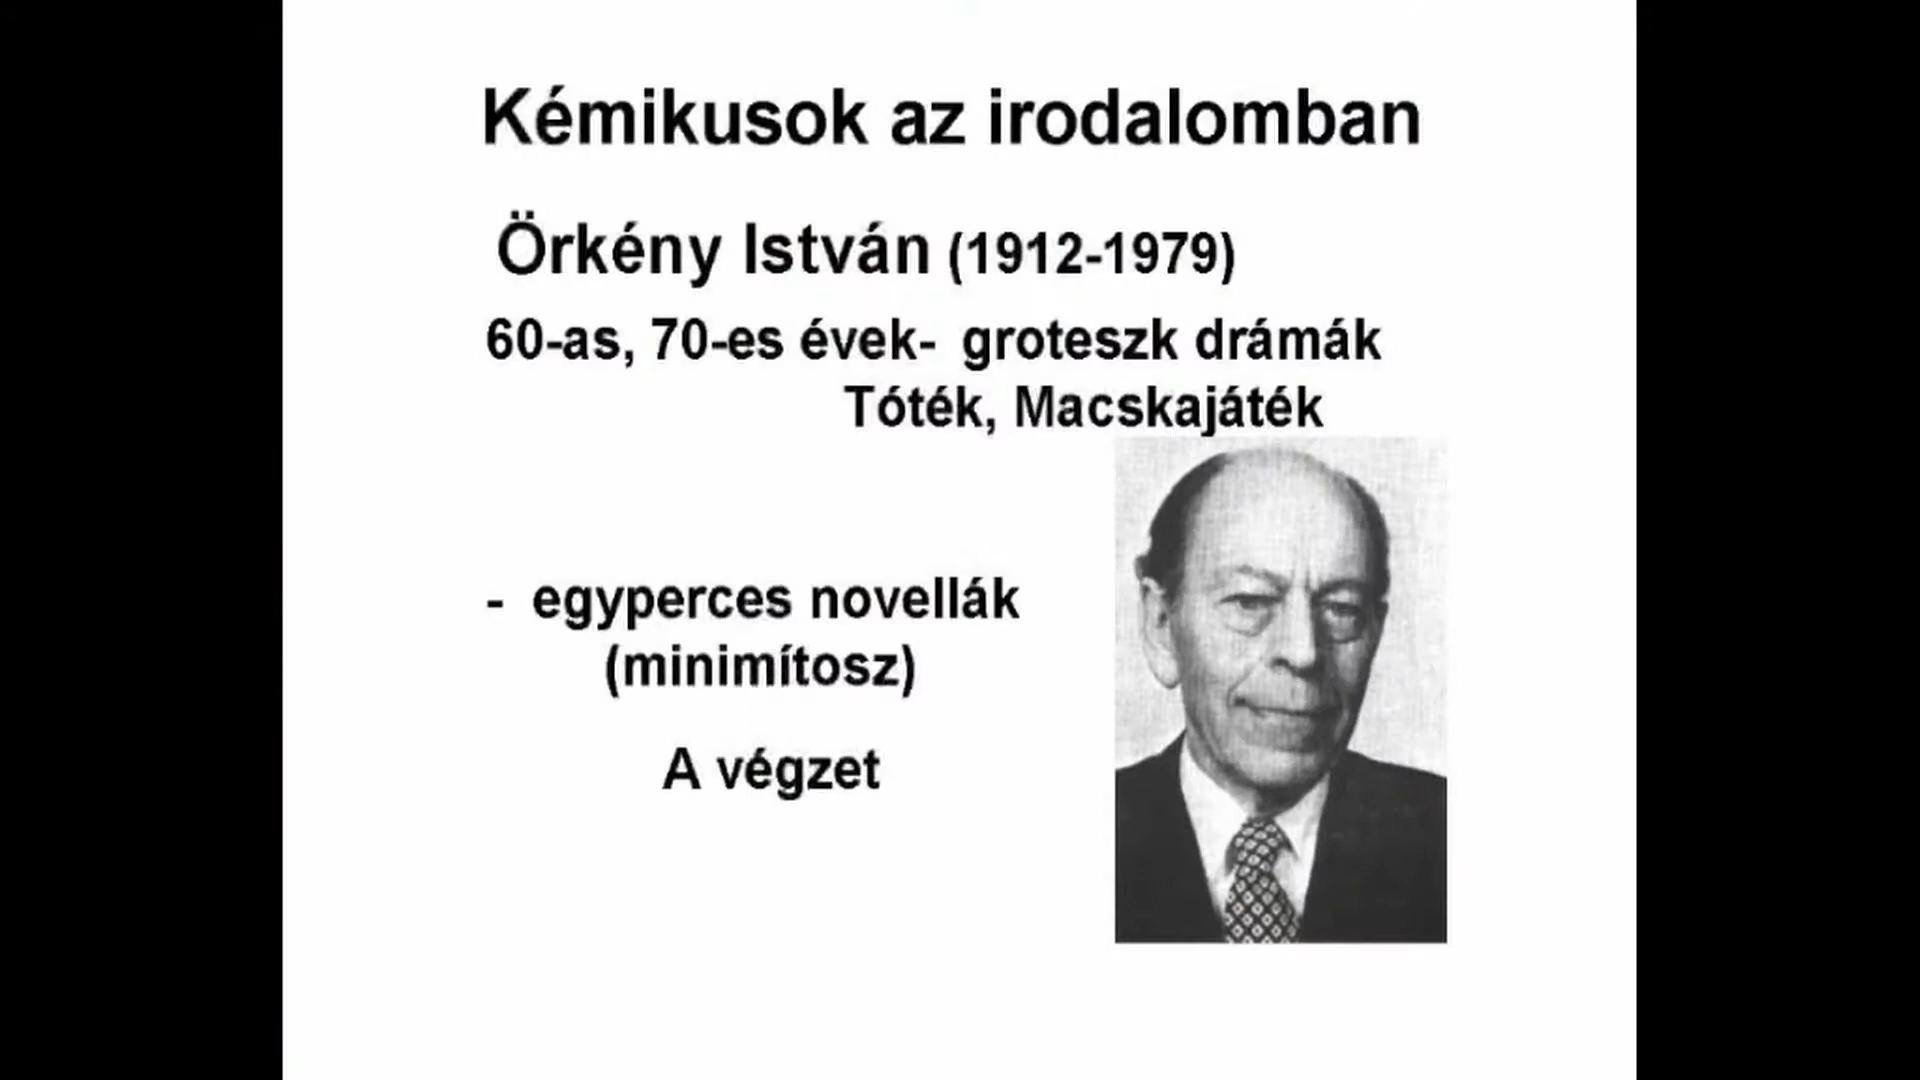 Kémikusok az irodalomban
Örkény István (1912-1979)
60-as, 70-es évek- groteszk drámák
Tóték, Macskajáték
- egyperces novellák
(minimítosz)
A végzet